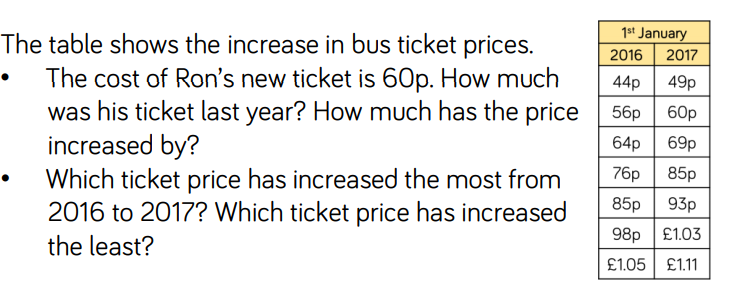 The table shows the increase in bus ticket prices.
• The cost of Ron's new ticket is 60p. How much
was his ticket last year? How much has the price
increased by?
• Which ticket price has increased the most from
2016 to 2017? Which ticket price has increased
the least?
1st January
2016 2017
44p 49p
56p 60p
64p 69p
76p 85p
85p 93p
98p £1.03
£1.05 £1.11